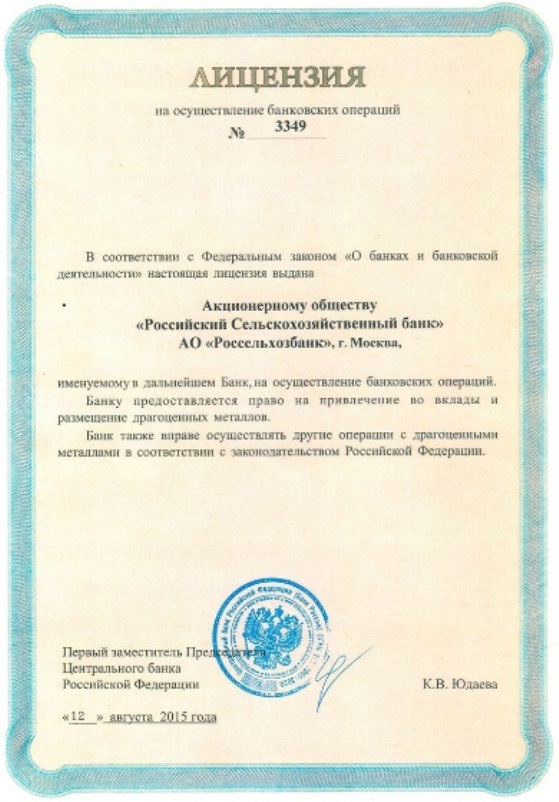 ЛИЦЕНЗИЯ
на осуществление банковских операций
№ 3349
В соответствии с Федеральным законом «О банках и банковской
деятельности» настоящая лицензия выдана
Акционерному обществу
«Российский Сельскохозяйственный банк»
АО «Россельхозбанк», г. Москва,
именуемому в дальнейшем Банк, на осуществление банковских операций.
Банку предоставляется право на привлечение во вклады и
размещение драгоценных металлов.
Банк также вправе осуществлять другие операции с драгоценными
металлами в соответствии с законодательством Российской Федерации.
Первый заместитель Председателя
Центрального банка
Российской Федерации
К.В. Юдаева
«12» августа 2015 года